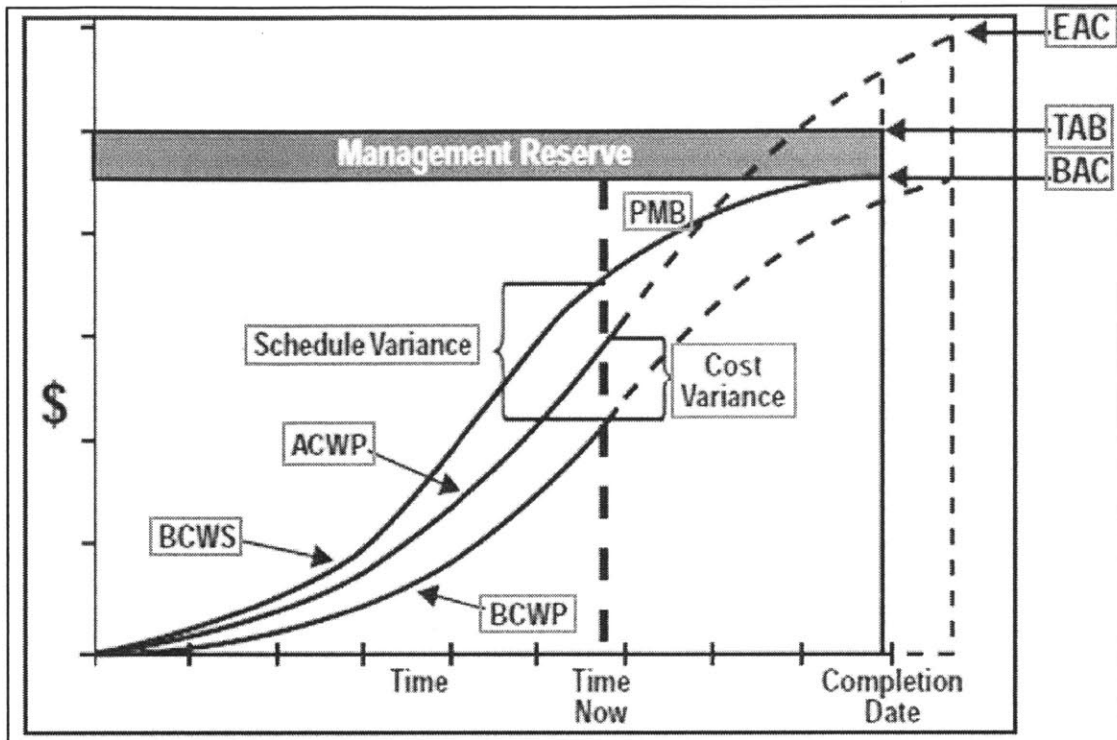 EAC
TAB
Management Reserve
BAC
PMB
Schedule Variance
Cost
Variance
$
ACWP
BCWS
BCWP
Time
Time
Now
Completion
Date